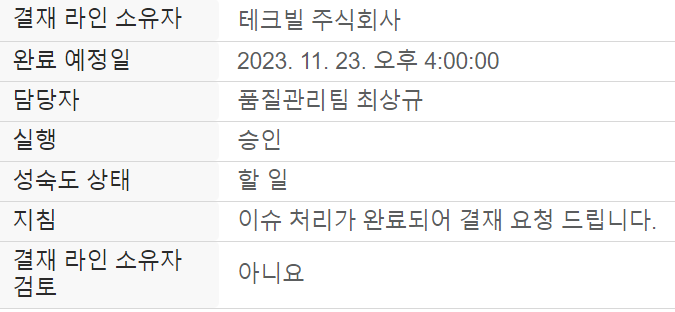 결재 라인 소유자 테크빌 주식회사
완료 예정일 2023. 11. 23. 오후 4:00:00
담당자 품질관리팀 최상규
실행 승인
성숙도 상태 할 일
지침 이슈 처리가 완료되어 결재 요청 드립니다.
결재 라인 소유자
검토 아니요